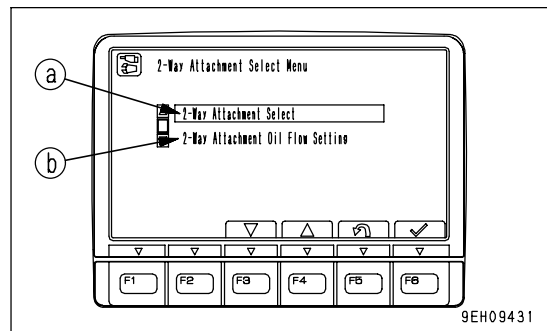 2-Way Attachment Select Menu
a
2-Way Attachment Select
b
2-Way Attachment Oil Flow Setting
F1 F2 F3 F4 F5 F6
9EH09431